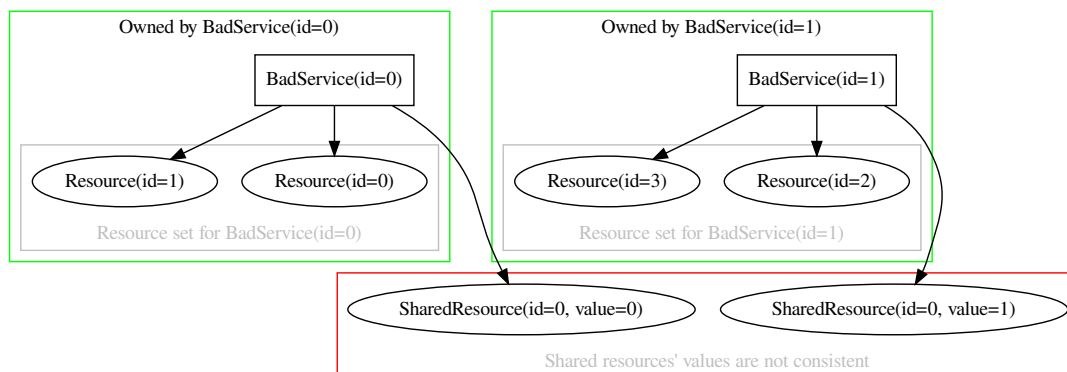 Owned by BadService(id=0)
Owned by BadService(id=1)
BadService(id=0)
BadService(id=1)
Resource(id=1)
Resource(id=0)
Resource(id=3)
Resource(id=2)
Resource set for BadService(id=0)
Resource set for BadService(id=1)
SharedResource(id=0, value=0)
SharedResource(id=0, value=1)
Shared resources' values are not consistent